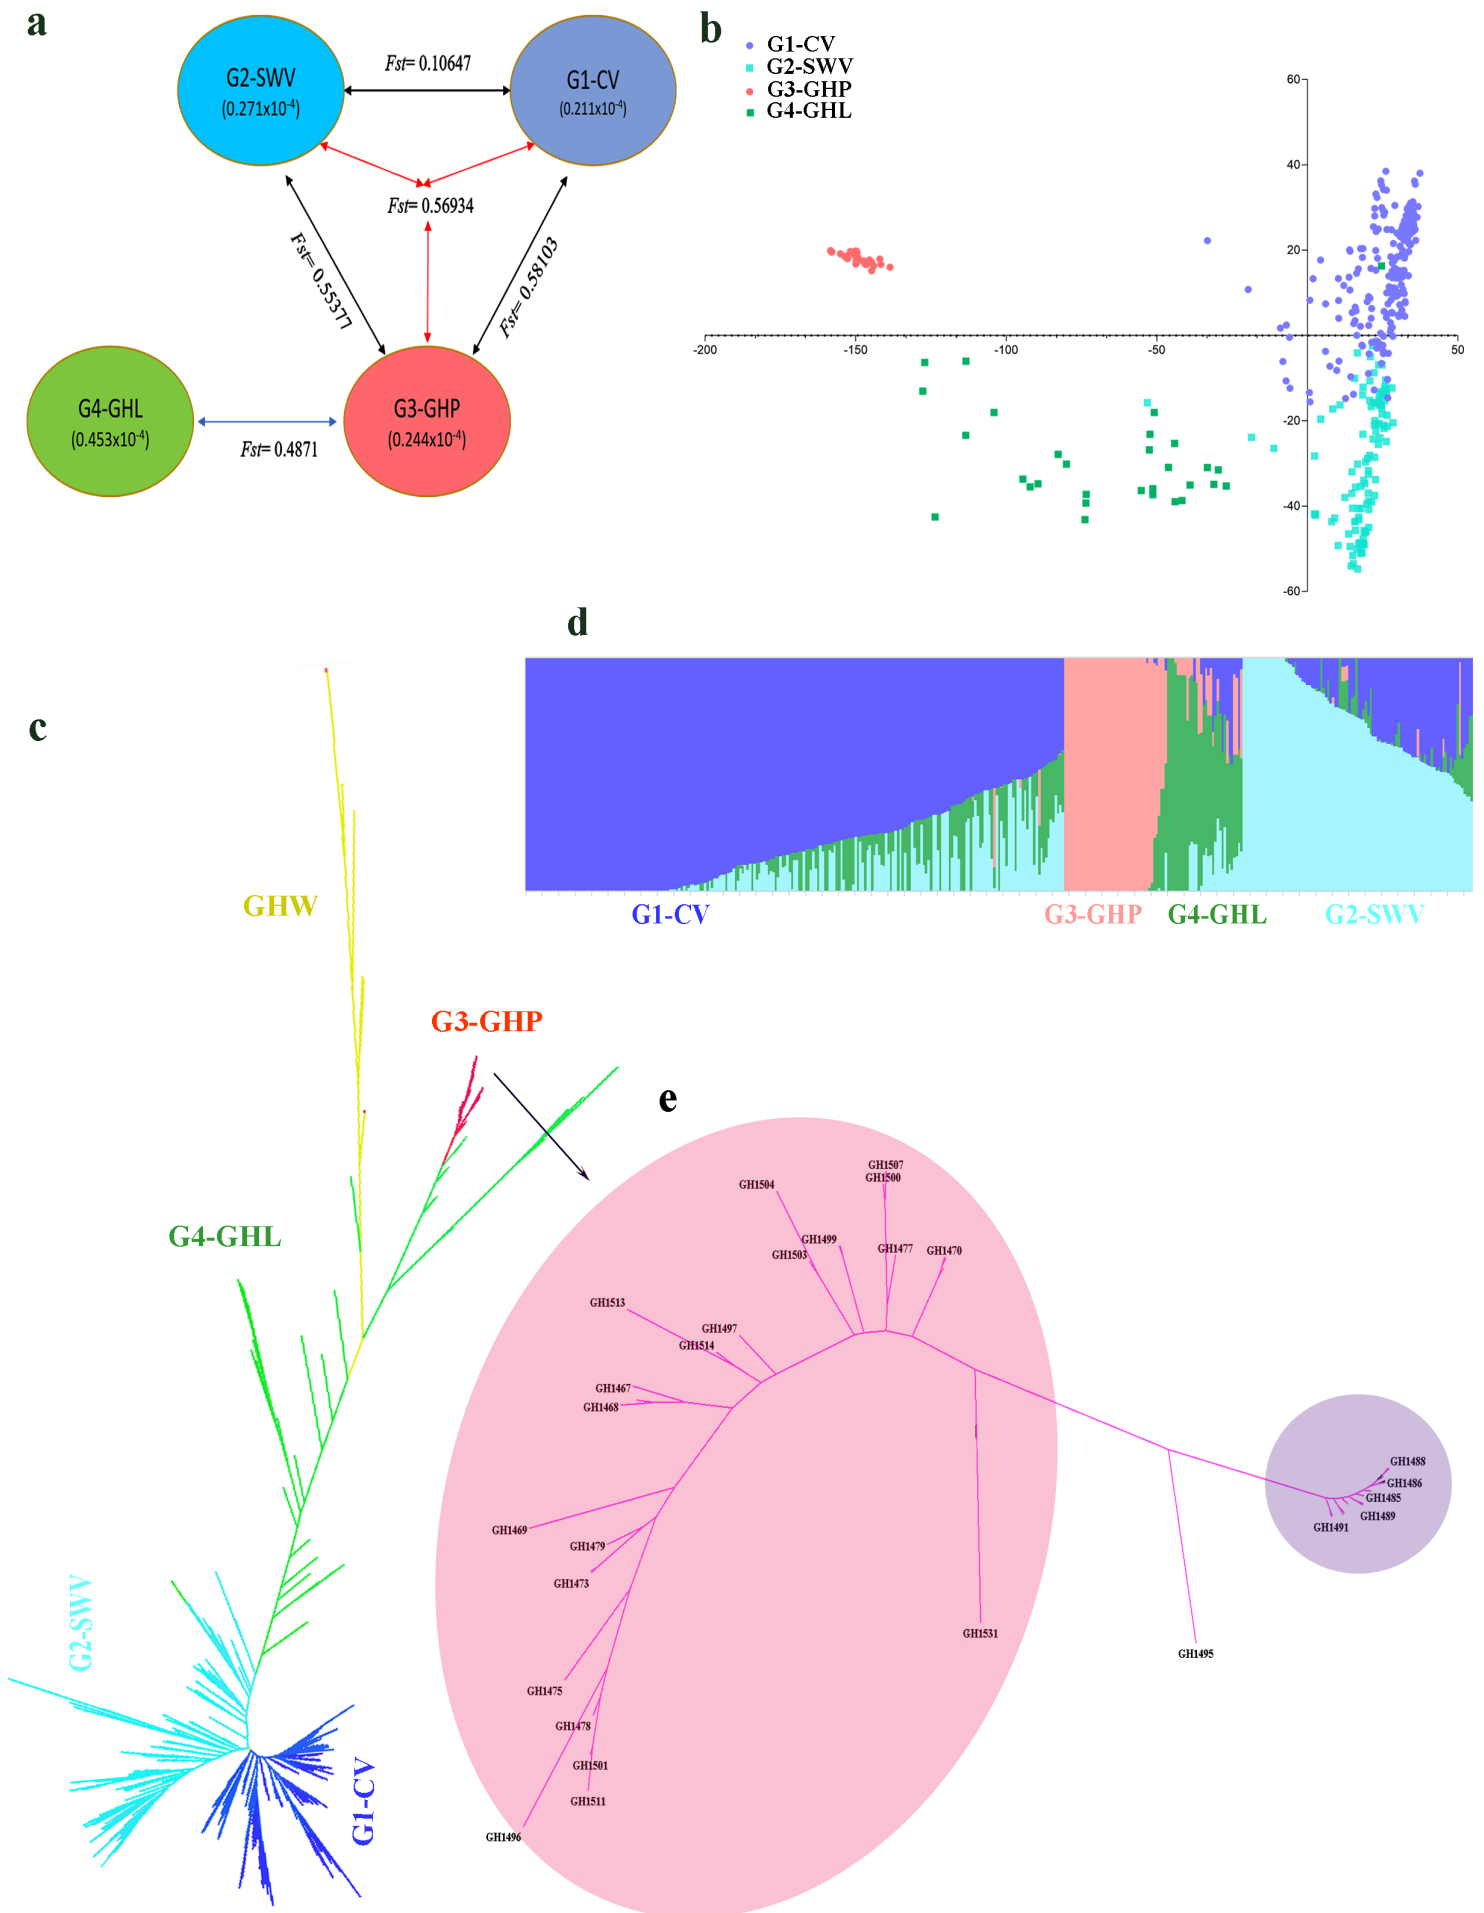 a
G2-SWV
(0.271x10⁻⁴)
Fst= 0.10647
G1-CV
(0.211x10⁻⁴)
Fst= 0.56934
Fst= 0.55377
Fst= 0.58103
G4-GHL
(0.453x10⁻⁴)
Fst= 0.4871
G3-GHP
(0.244x10⁻⁴)
b
G1-CV
G2-SWV
G3-GHP
G4-GHL
60
40
20
-200
-150
-100
-50
50
-20
-40
-60
d
G1-CV
G3-GHP
G4-GHL
G2-SWV
c
GHW
G3-GHP
G4-GHL
G2-SWV
G1-CV
e
GH1507
GH1500
GH1504
GH1499
GH1503
GH1477
GH1470
GH1513
GH1497
GH1514
GH1467
GH1468
GH1469
GH1479
GH1473
GH1475
GH1478
GH1501
GH1511
GH1496
GH1531
GH1495
GH1488
GH1486
GH1485
GH1489
GH1491